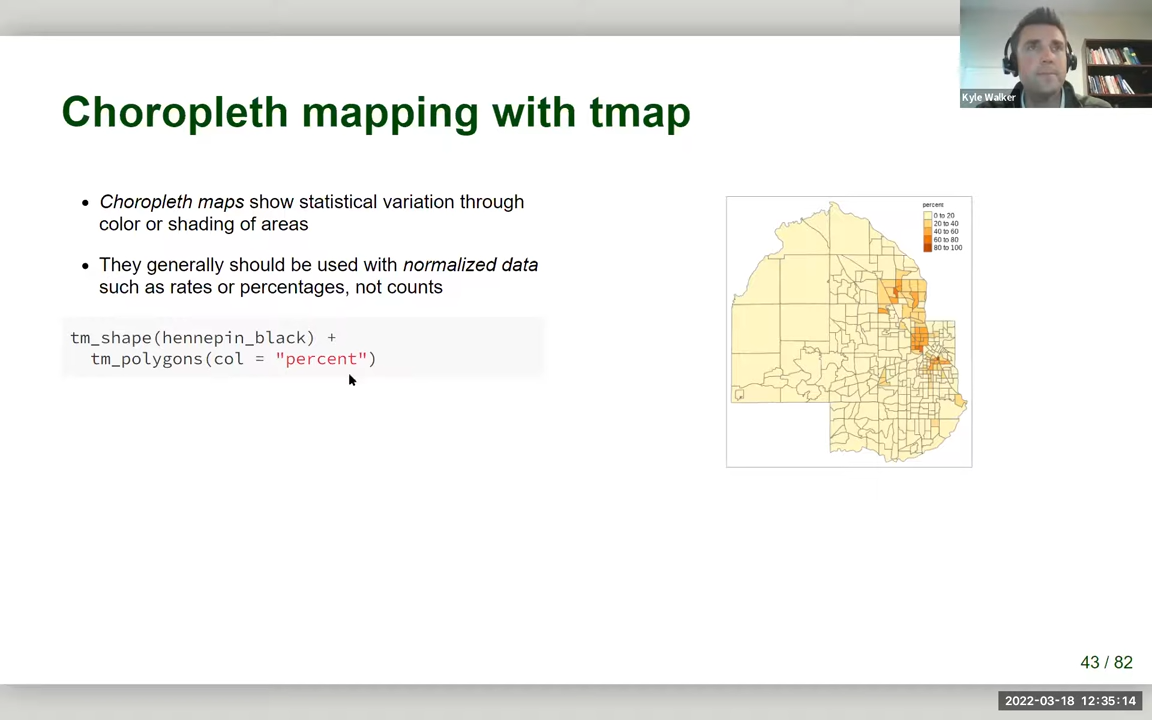 Kyle Walker
Choropleth mapping with tmap
Choropleth maps show statistical variation through
color or shading of areas
They generally should be used with normalized data
such as rates or percentages, not counts
tm_shape(hennepin_black) +
tm_polygons(col = "percent")
percent
0 to 20
20 to 40
40 to 60
60 to 80
80 to 100
43 / 82
2022-03-18 12:35:14